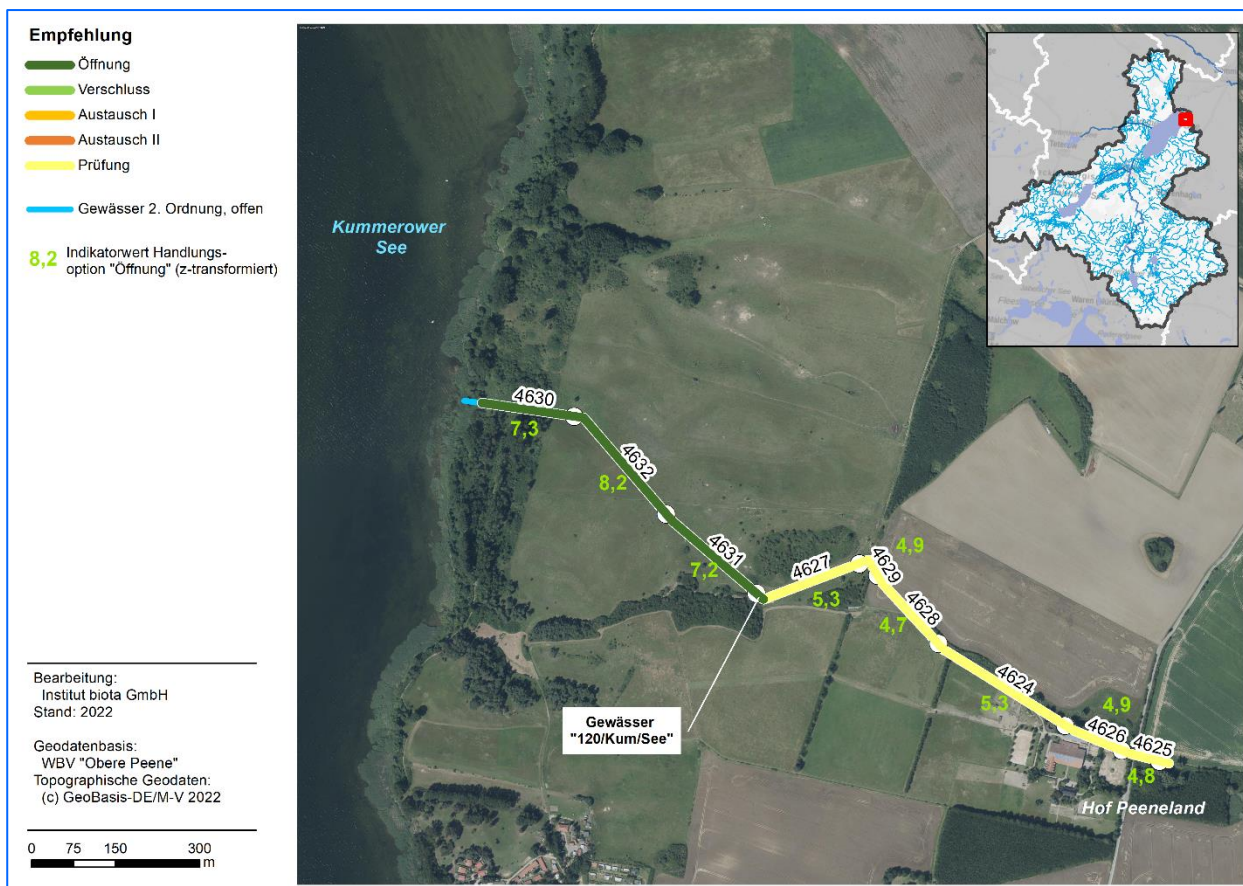 Empfehlung
Öffnung
Verschluss
Austausch I
Austausch II
Prüfung
Gewässer 2. Ordnung, offen
8,2
Indikatorwert Handlungs-
option "Öffnung" (z-transformiert)
Bearbeitung:
Institut biota GmbH
Stand: 2022
Geodatenbasis:
WBV "Obere Peene"
Topographische Geodaten:
(c) GeoBasis-DE/M-V 2022
0 75 150 300
m
Kummerower
See
4630
7,3
4632
8,2
4631
7,2
4627
5,3
4629
4,9
4628
4,7
4624
5,3
4626
4,9
4625
4,8
Gewässer
"120/Kum/See"
Hof Peeneland
Teterow
Malchow